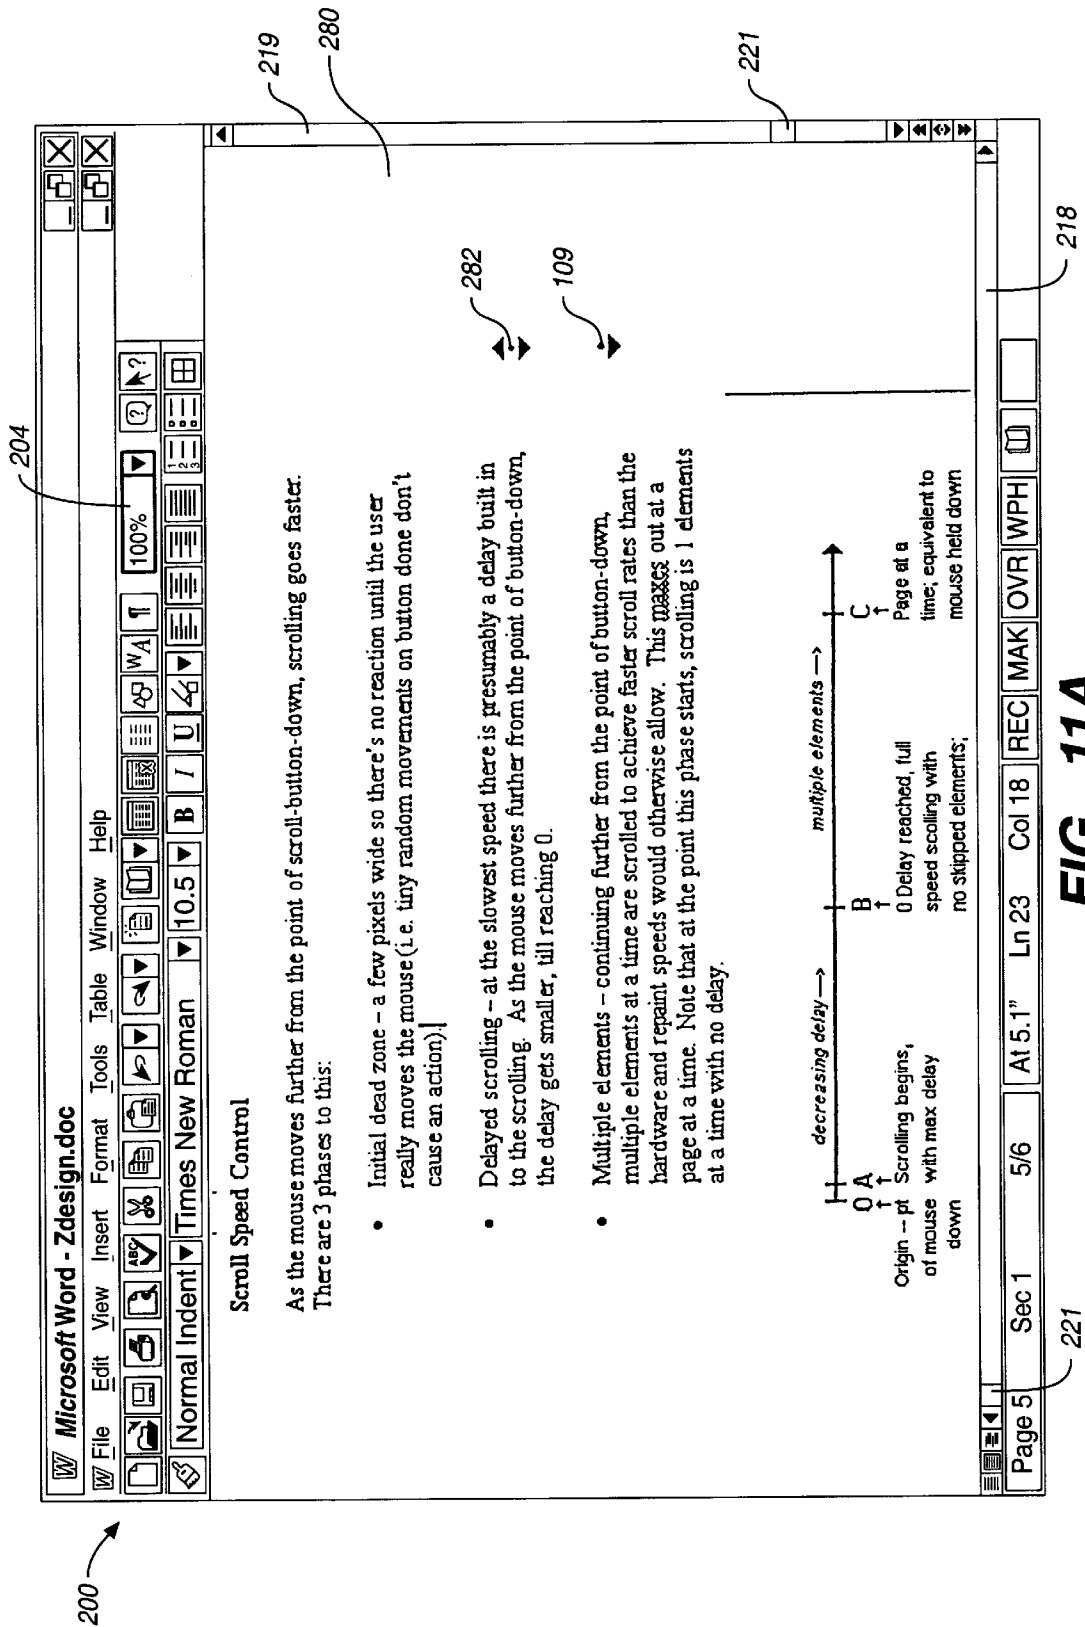 200
204
219
280
Microsoft Word - Zdesign.doc
File Edit View Insert Format Tools Table Window Help
ABC
W A
¶
100%
?
?
Normal Indent
Times New Roman
10.5
B I U
1
2
3
Scroll Speed Control
As the mouse moves further from the point of scroll-button-down, scrolling goes faster.
There are 3 phases to this:
• Initial dead zone – a few pixels wide so there's no reaction until the user
really moves the mouse (i.e. tiny random movements on buton done don't
cause an action).
• Delayed scrolling -- at the slowest speed there is presumably a delay built in
to the scrolling. As the mouse moves further from the point of button-down,
the delay gets smaller, till reaching 0.
282
• Multiple elements – continuing further from the point of button-down,
multiple elements at a time are scrolled to achieve faster scroll rates than the
hardware and repaint speeds would otherwise allow. This maxes out at a
page at a time. Note that at the point this phase starts, scrolling is 1 elements
at a time with no delay.
109
221
decreasing delay —> multiple elements —>
O A B C
↑ ↑ ↑ ↑
Origin -- pt Scrolling begins, 0 Delay reached, full Page at a
of mouse with max delay speed scolling with time; equivalent to
down no skipped elements; mouse held down
Page 5 Sec 1 5/6 At 5.1" Ln 23 Col 18 REC MAK OVR WPH
221
218
FIG. 11A